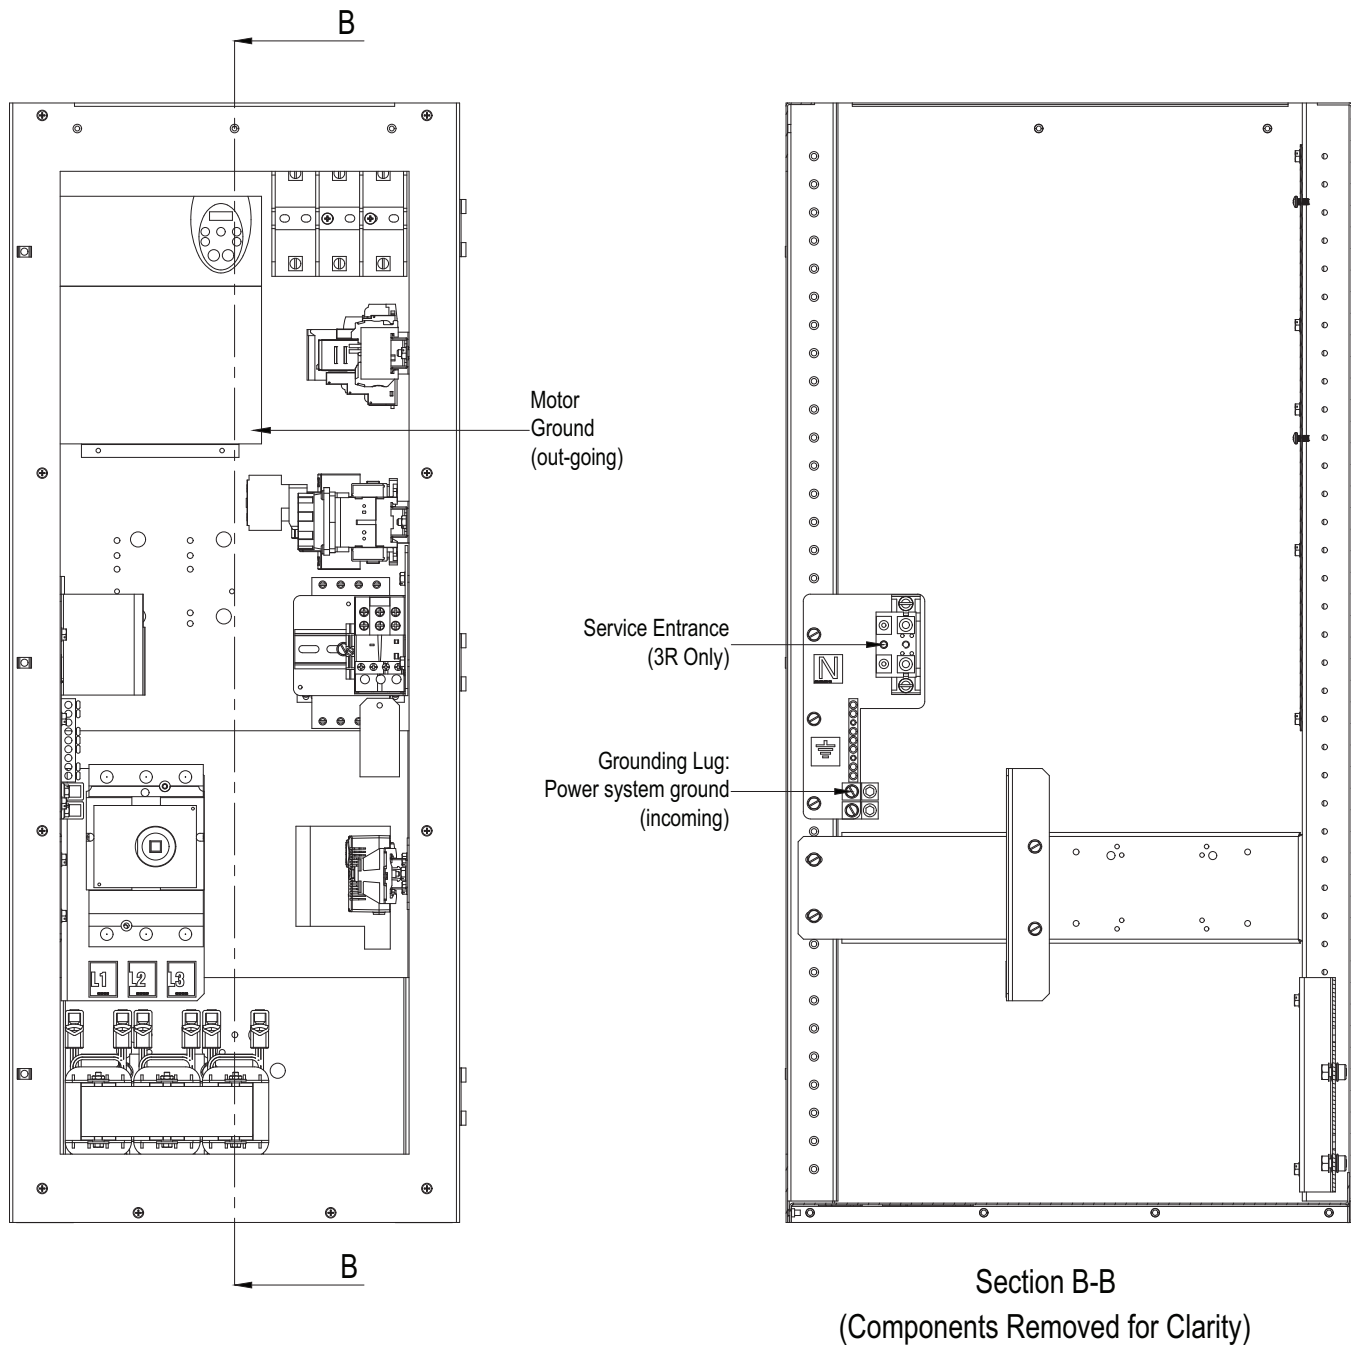 B
Motor
Ground
(out-going)
Service Entrance
(3R Only)
N
Grounding Lug:
Power system ground
(incoming)
L1 L2 L3
B
Section B-B
(Components Removed for Clarity)